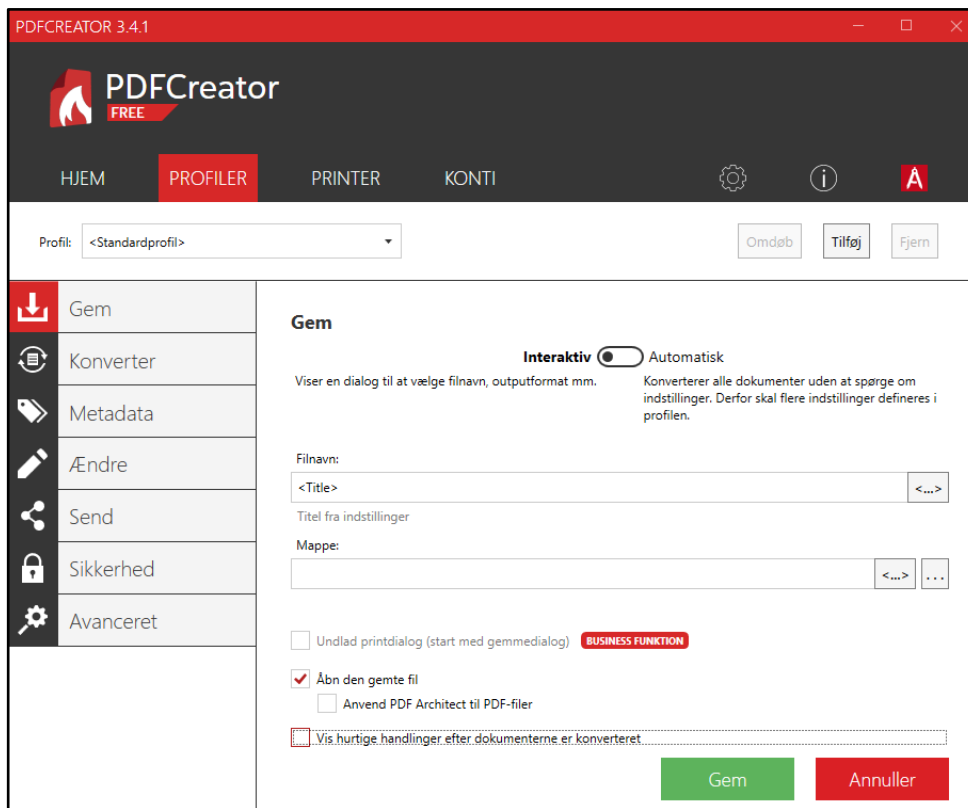 PDFCREATOR 3.4.1
PDFCreator
FREE
HJEM PROFILER PRINTER KONTI
Profil: <Standardprofil> Omdøb Tilføj Fjern
Gem
Konverter
Metadata
Ændre
Send
Sikkerhed
Avanceret
Gem
Interaktiv Automatisk
Viser en dialog til at vælge filnavn, outputformat mm.
Konverterer alle dokumenter uden at spørge om
indstillinger. Derfor skal flere indstillinger defineres i
profilen.
Filnavn:
<Title> <...>
Titel fra indstillinger
Mappe:
<...> ...
Undlad printdialog (start med gemmedialog) BUSINESS FUNKTION
Åbn den gemte fil
Anvend PDF Architect til PDF-filer
Vis hurtige handlinger efter dokumenterne er konverteret
Gem Annuller